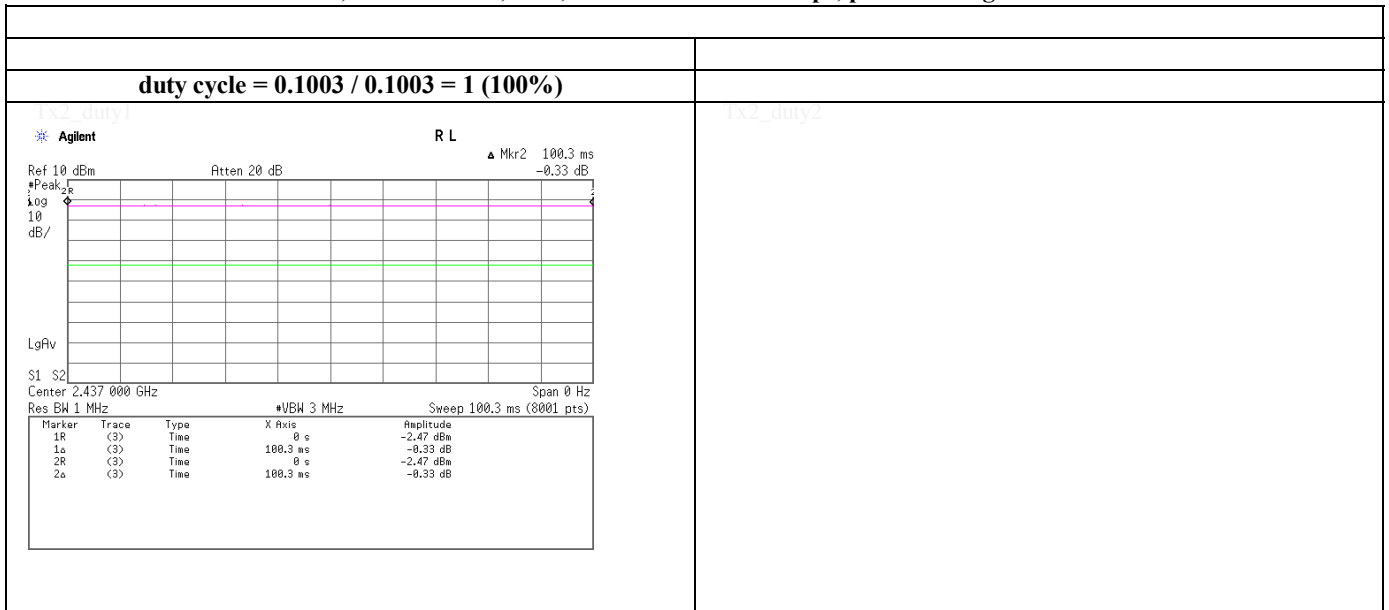 duty cycle = 0.1003 / 0.1003 = 1 (100%)
Tx2_duty1
Tx2_duty2
Agilent
R L
Δ Mkr2 100.3 ms
Ref 10 dBm
Atten 20 dB
-0.33 dB
#Peak
Log
10
dB/
2R
2
LgAv
S1 S2
Center 2.437 000 GHz
Span 0 Hz
Res BW 1 MHz
#VBW 3 MHz
Sweep 100.3 ms (8001 pts)
Marker Trace Type X Axis Amplitude
1R (3) Time 0 s -2.47 dBm
1Δ (3) Time 100.3 ms -0.33 dB
2R (3) Time 0 s -2.47 dBm
2Δ (3) Time 100.3 ms -0.33 dB